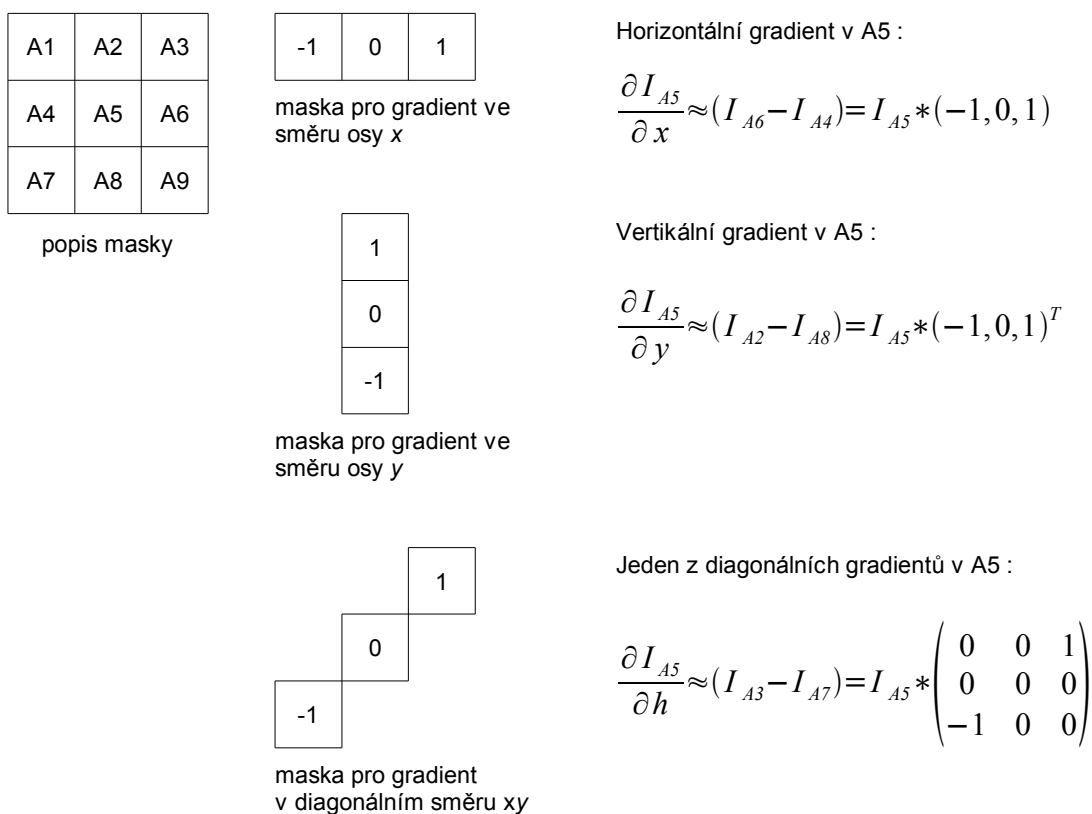 A1 A2 A3
A4 A5 A6
A7 A8 A9
popis masky
-1 0 1
maska pro gradient ve
směru osy x
Horizontální gradient v A5 :
∂I_A5/∂x≈(I_A6−I_A4)=I_A5∗(−1,0,1)
1
0
-1
maska pro gradient ve
směru osy y
Vertikální gradient v A5 :
∂I_A5/∂y≈(I_A2−I_A8)=I_A5∗(−1,0,1)^T
1
0
-1
maska pro gradient
v diagonálním směru xy
Jeden z diagonálních gradientů v A5 :
∂I_A5/∂h≈(I_A3−I_A7)=I_A5∗
0 0 1
0 0 0
−1 0 0